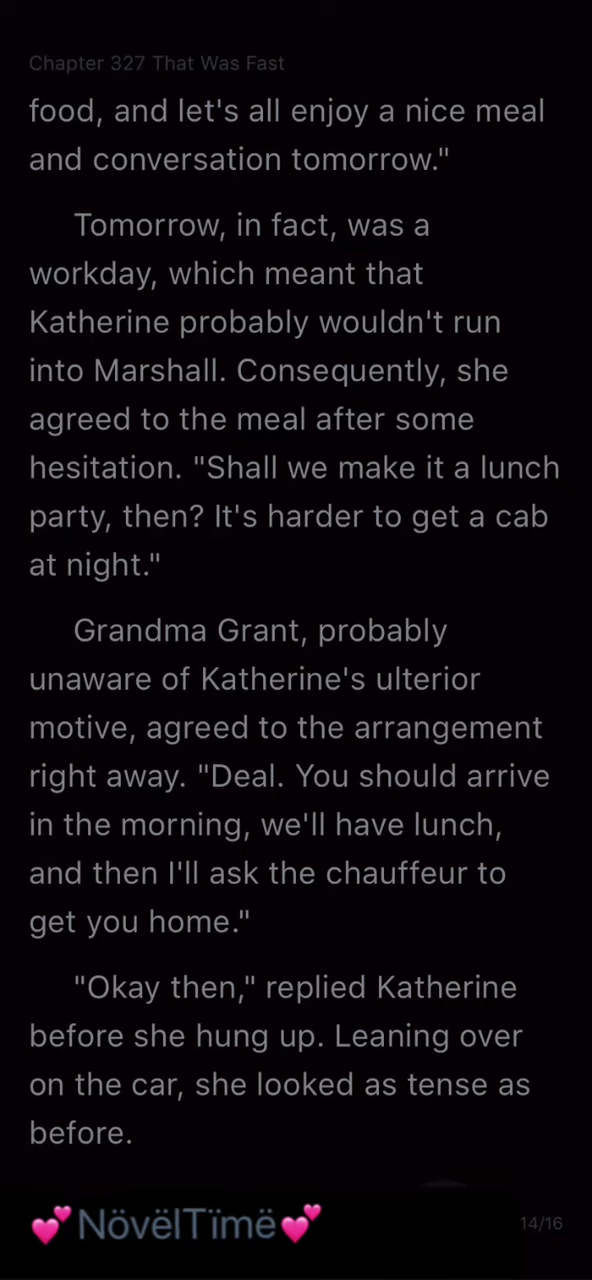 Chapter 327 That Was Fast
food, and let's all enjoy a nice meal
and conversation tomorrow."
Tomorrow, in fact, was a
workday, which meant that
Katherine probably wouldn't run
into Marshall. Consequently, she
agreed to the meal after some
hesitation. "Shall we make it a lunch
party, then? It's harder to get a cab
at night."
Grandma Grant, probably
unaware of Katherine's ulterior
motive, agreed to the arrangement
right away. "Deal. You should arrive
in the morning, we'll have lunch,
and then I'll ask the chauffeur to
get you home."
"Okay then," replied Katherine
before she hung up. Leaning over
on the car, she looked as tense as
before.
💕NövëlTïmë💕
14/16